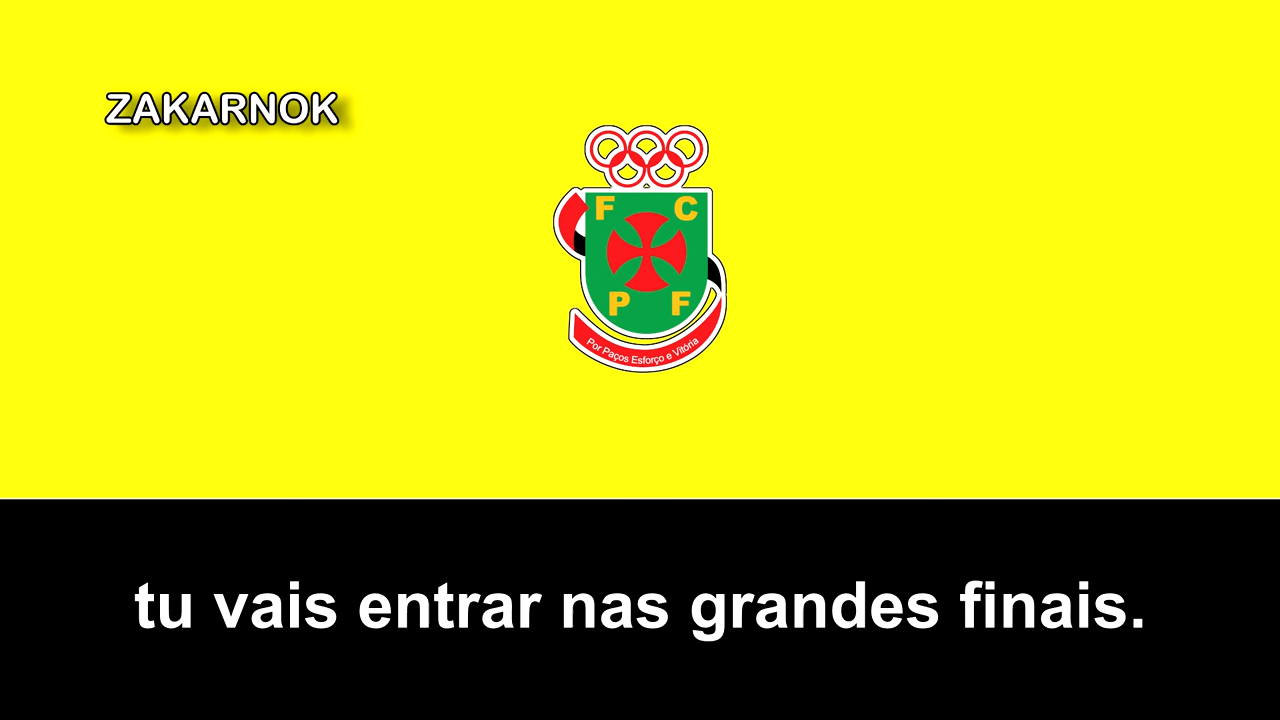 ZAKARNOK
F C
P F
Por Paços Esforço e Vitória
tu vais entrar nas grandes finais.